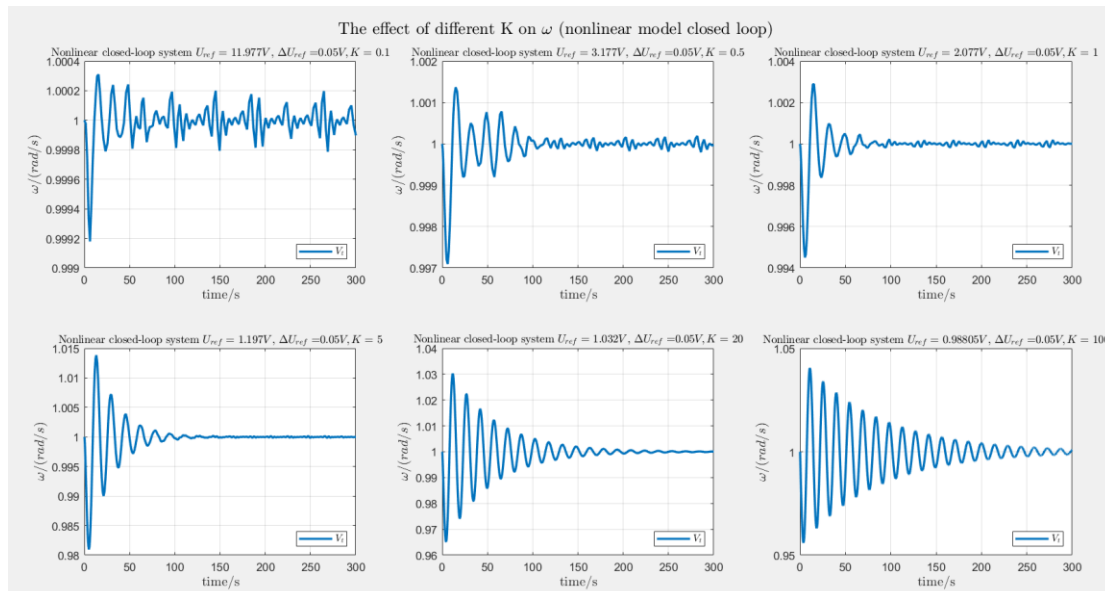 The effect of different K on ω (nonlinear model closed loop)
Nonlinear closed-loop system U_ref = 11.977V, ΔU_ref =0.05V, K = 0.1
1.0004
1.0002
1
0.9998
0.9996
0.9994
0.9992
0.999
ω/(rad/s)
0 50 100 150 200 250 300
time/s
V_t
Nonlinear closed-loop system U_ref = 3.177V, ΔU_ref =0.05V, K = 0.5
1.002
1.001
1
0.999
0.998
0.997
ω/(rad/s)
0 50 100 150 200 250 300
time/s
V_t
Nonlinear closed-loop system U_ref = 2.077V, ΔU_ref =0.05V, K = 1
1.004
1.002
1
0.998
0.996
0.994
ω/(rad/s)
0 50 100 150 200 250 300
time/s
V_t
Nonlinear closed-loop system U_ref = 1.197V, ΔU_ref =0.05V, K = 5
1.015
1.01
1.005
1
0.995
0.99
0.985
0.98
ω/(rad/s)
0 50 100 150 200 250 300
time/s
V_t
Nonlinear closed-loop system U_ref = 1.032V, ΔU_ref =0.05V, K = 20
1.04
1.03
1.02
1.01
1
0.99
0.98
0.97
0.96
ω/(rad/s)
0 50 100 150 200 250 300
time/s
V_t
Nonlinear closed-loop system U_ref = 0.98805V, ΔU_ref =0.05V, K = 100
1.05
1
0.95
ω/(rad/s)
0 50 100 150 200 250 300
time/s
V_t